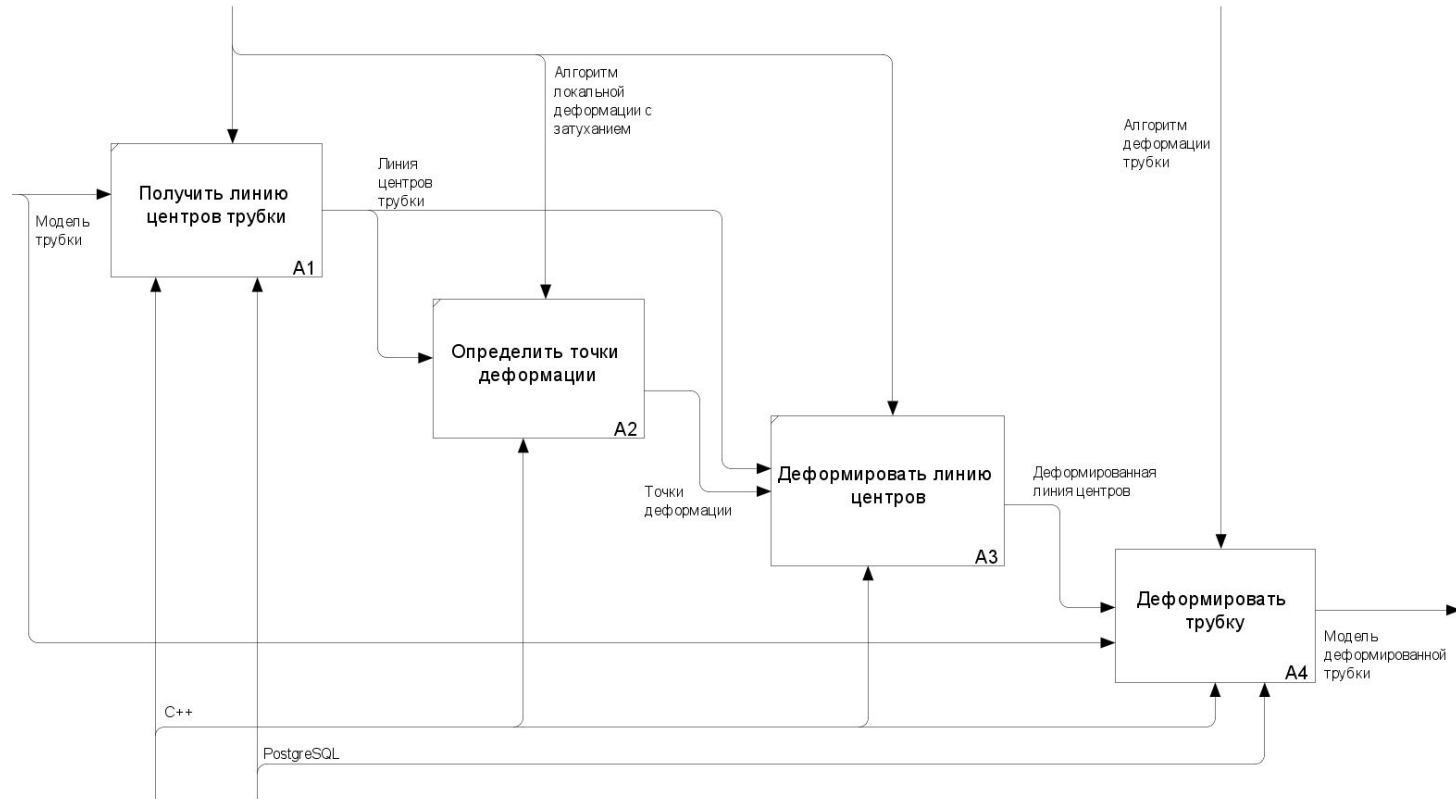 Алгоритм
локальной
деформации с
затуханием
Алгоритм
деформации
трубки
Линия
центров
трубки
Получить линию
центров трубки
A1
Модель
трубки
Определить точки
деформации
A2
Деформировать линию
центров
A3
Точки
деформации
Деформированная
линия центров
Деформировать
трубку
A4
Модель
деформированной
трубки
C++
PostgreSQL